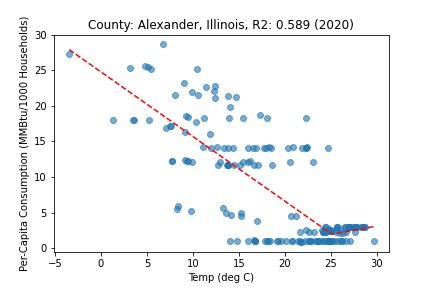 County: Alexander, Illinois, R2: 0.589 (2020)
Per-Capita Consumption (MMBtu/1000 Households)
30
25
20
15
10
5
0
−5 0 5 10 15 20 25 30
Temp (deg C)